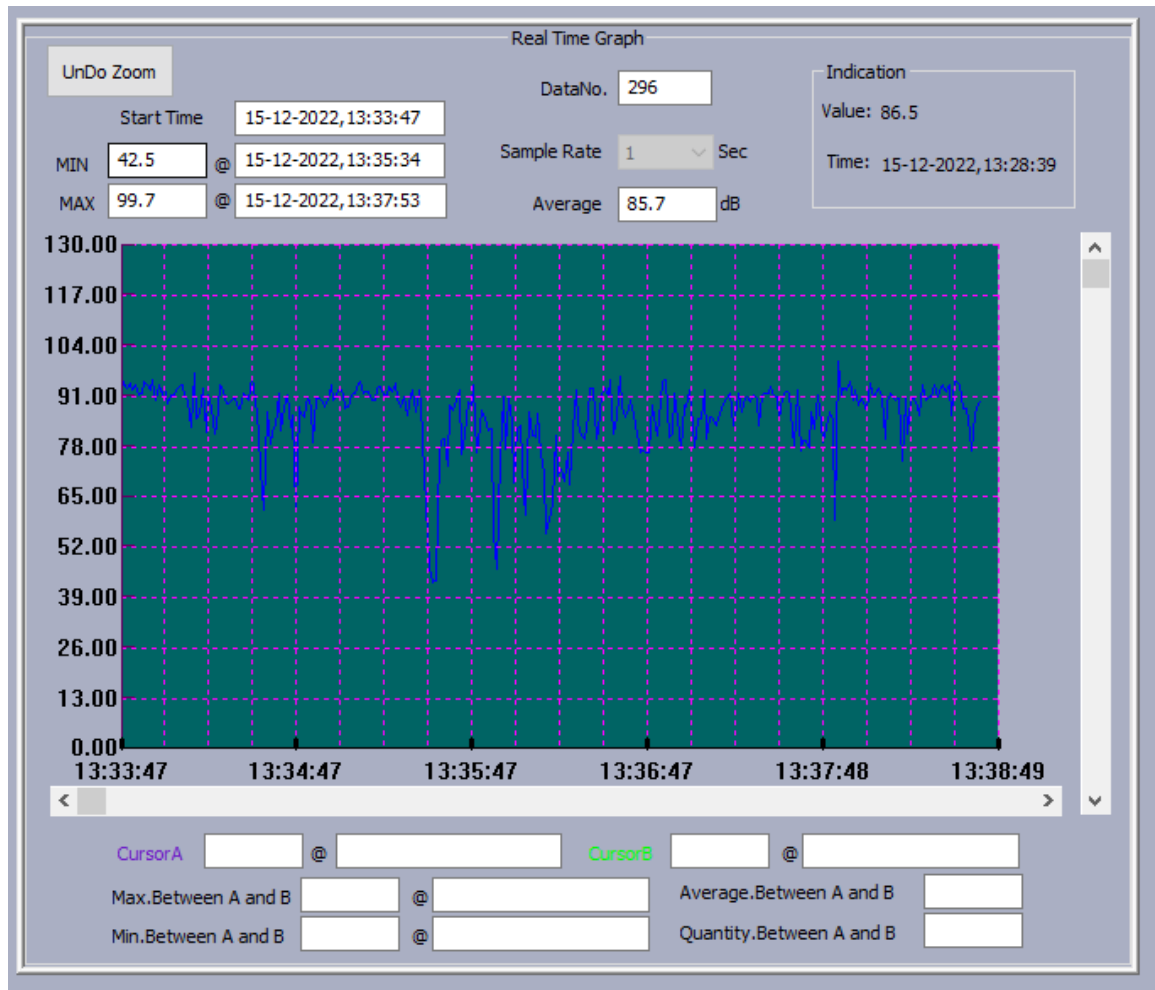 Real Time Graph
UnDo Zoom
DataNo. 296
Indication
Value: 86.5
Start Time 15-12-2022,13:33:47
MIN 42.5 @ 15-12-2022,13:35:34
Sample Rate 1 Sec
Time: 15-12-2022,13:28:39
MAX 99.7 @ 15-12-2022,13:37:53
Average 85.7 dB
130.00
117.00
104.00
91.00
78.00
65.00
52.00
39.00
26.00
13.00
0.00
13:33:47 13:34:47 13:35:47 13:36:47 13:37:48 13:38:49
CursorA @ CursorB @
Max.Between A and B @ Average.Between A and B
Min.Between A and B @ Quantity.Between A and B